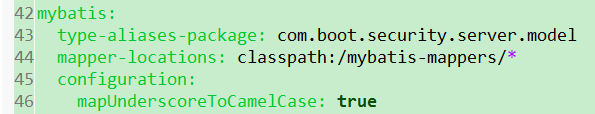 42 mybatis:
43   type-aliases-package: com.boot.security.server.model
44   mapper-locations: classpath:/mybatis-mappers/*
45   configuration:
46     mapUnderscoreToCamelCase: true